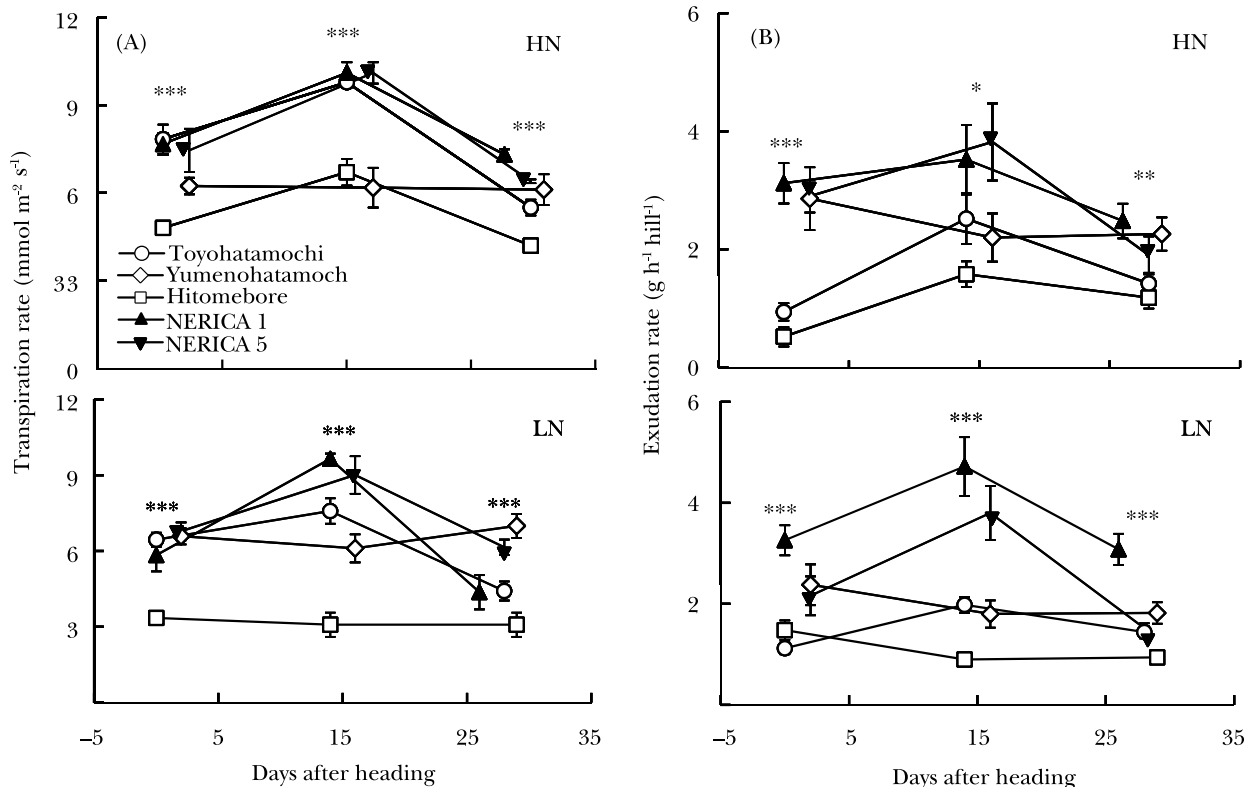 (A)
HN
12
9
6
33
0
***
***
***
Toyohatamochi
Yumenohatamoch
Hitomebore
NERICA 1
NERICA 5
Transpiration rate (mmol m⁻² s⁻¹)
LN
12
9
6
3
***
***
***
–5
5
15
25
35
Days after heading
(B)
HN
6
4
2
0
***
*
**
Exudation rate (g h⁻¹ hill⁻¹)
LN
6
4
2
***
***
***
–5
5
15
25
35
Days after heading